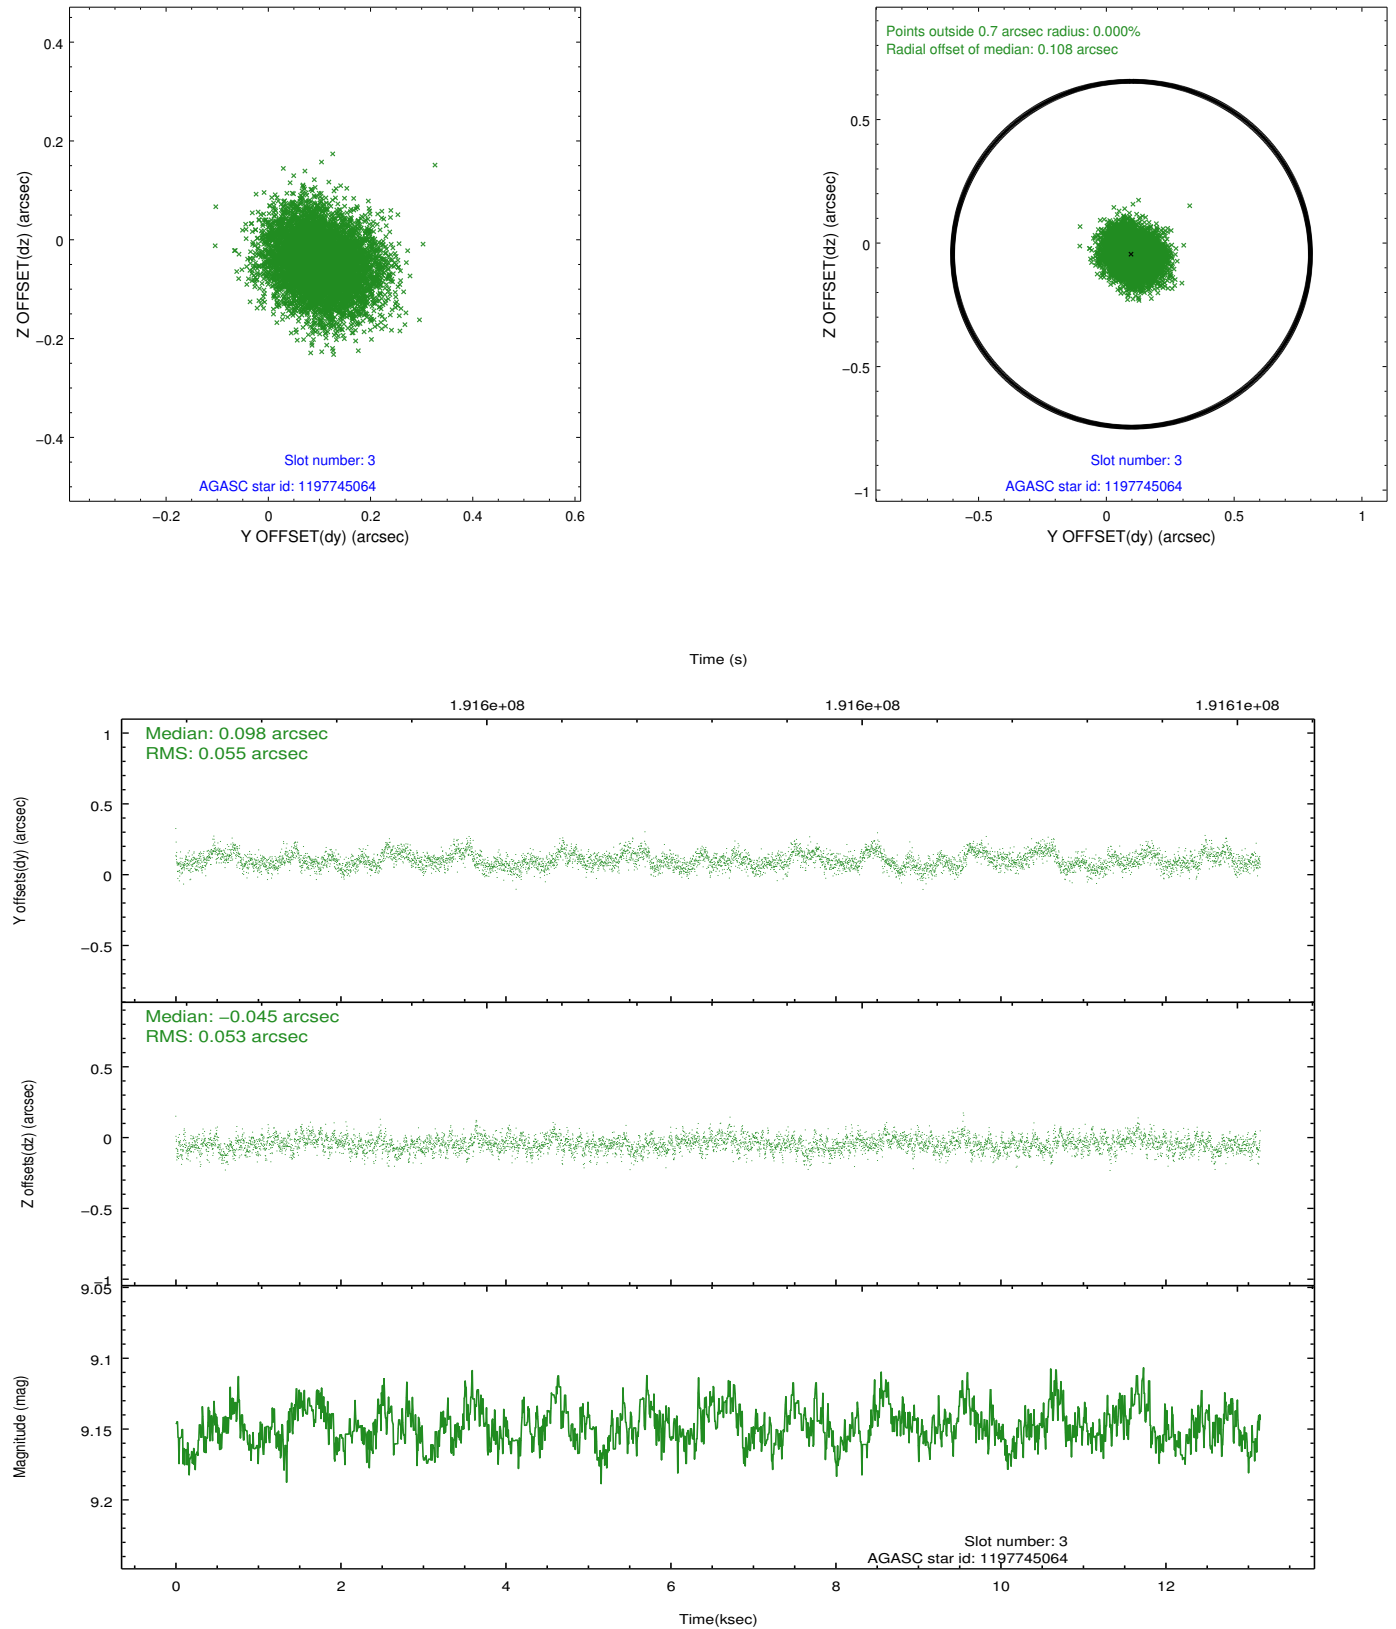 0.4
0.2
0
−0.2
−0.4
Z OFFSET(dz) (arcsec)
Slot number: 3
AGASC star id: 1197745064
−0.2 0 0.2 0.4 0.6
Y OFFSET(dy) (arcsec)
Points outside 0.7 arcsec radius: 0.000%
Radial offset of median: 0.108 arcsec
0.5
0
−0.5
−1
Z OFFSET(dz) (arcsec)
Slot number: 3
AGASC star id: 1197745064
−0.5 0 0.5 1
Y OFFSET(dy) (arcsec)
Time (s)
1.916e+08 1.916e+08 1.9161e+08
Median: 0.098 arcsec
RMS: 0.055 arcsec
1
0.5
0
−0.5
Y offsets(dy) (arcsec)
Median: −0.045 arcsec
RMS: 0.053 arcsec
0.5
0
−0.5
−1
Z offsets(dz) (arcsec)
9.05
9.1
9.15
9.2
Magnitude (mag)
Slot number: 3
AGASC star id: 1197745064
0 2 4 6 8 10 12
Time(ksec)